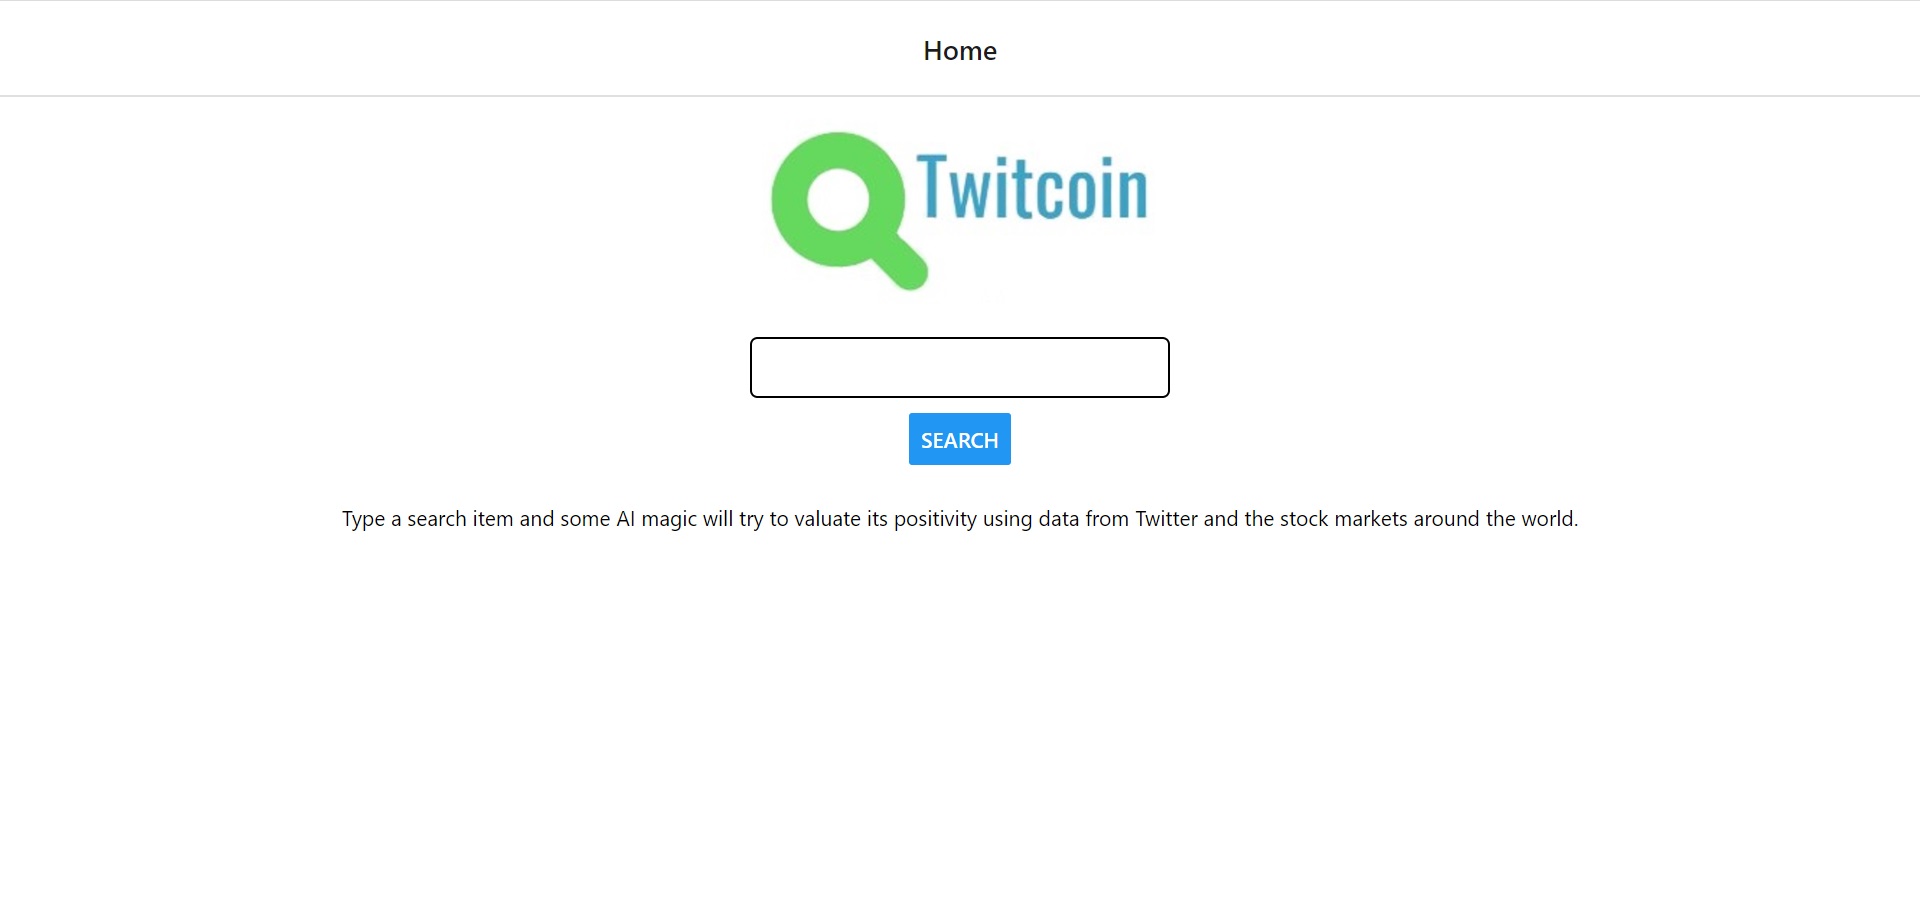 Home
Twitcoin
SEARCH
Type a search item and some AI magic will try to valuate its positivity using data from Twitter and the stock markets around the world.